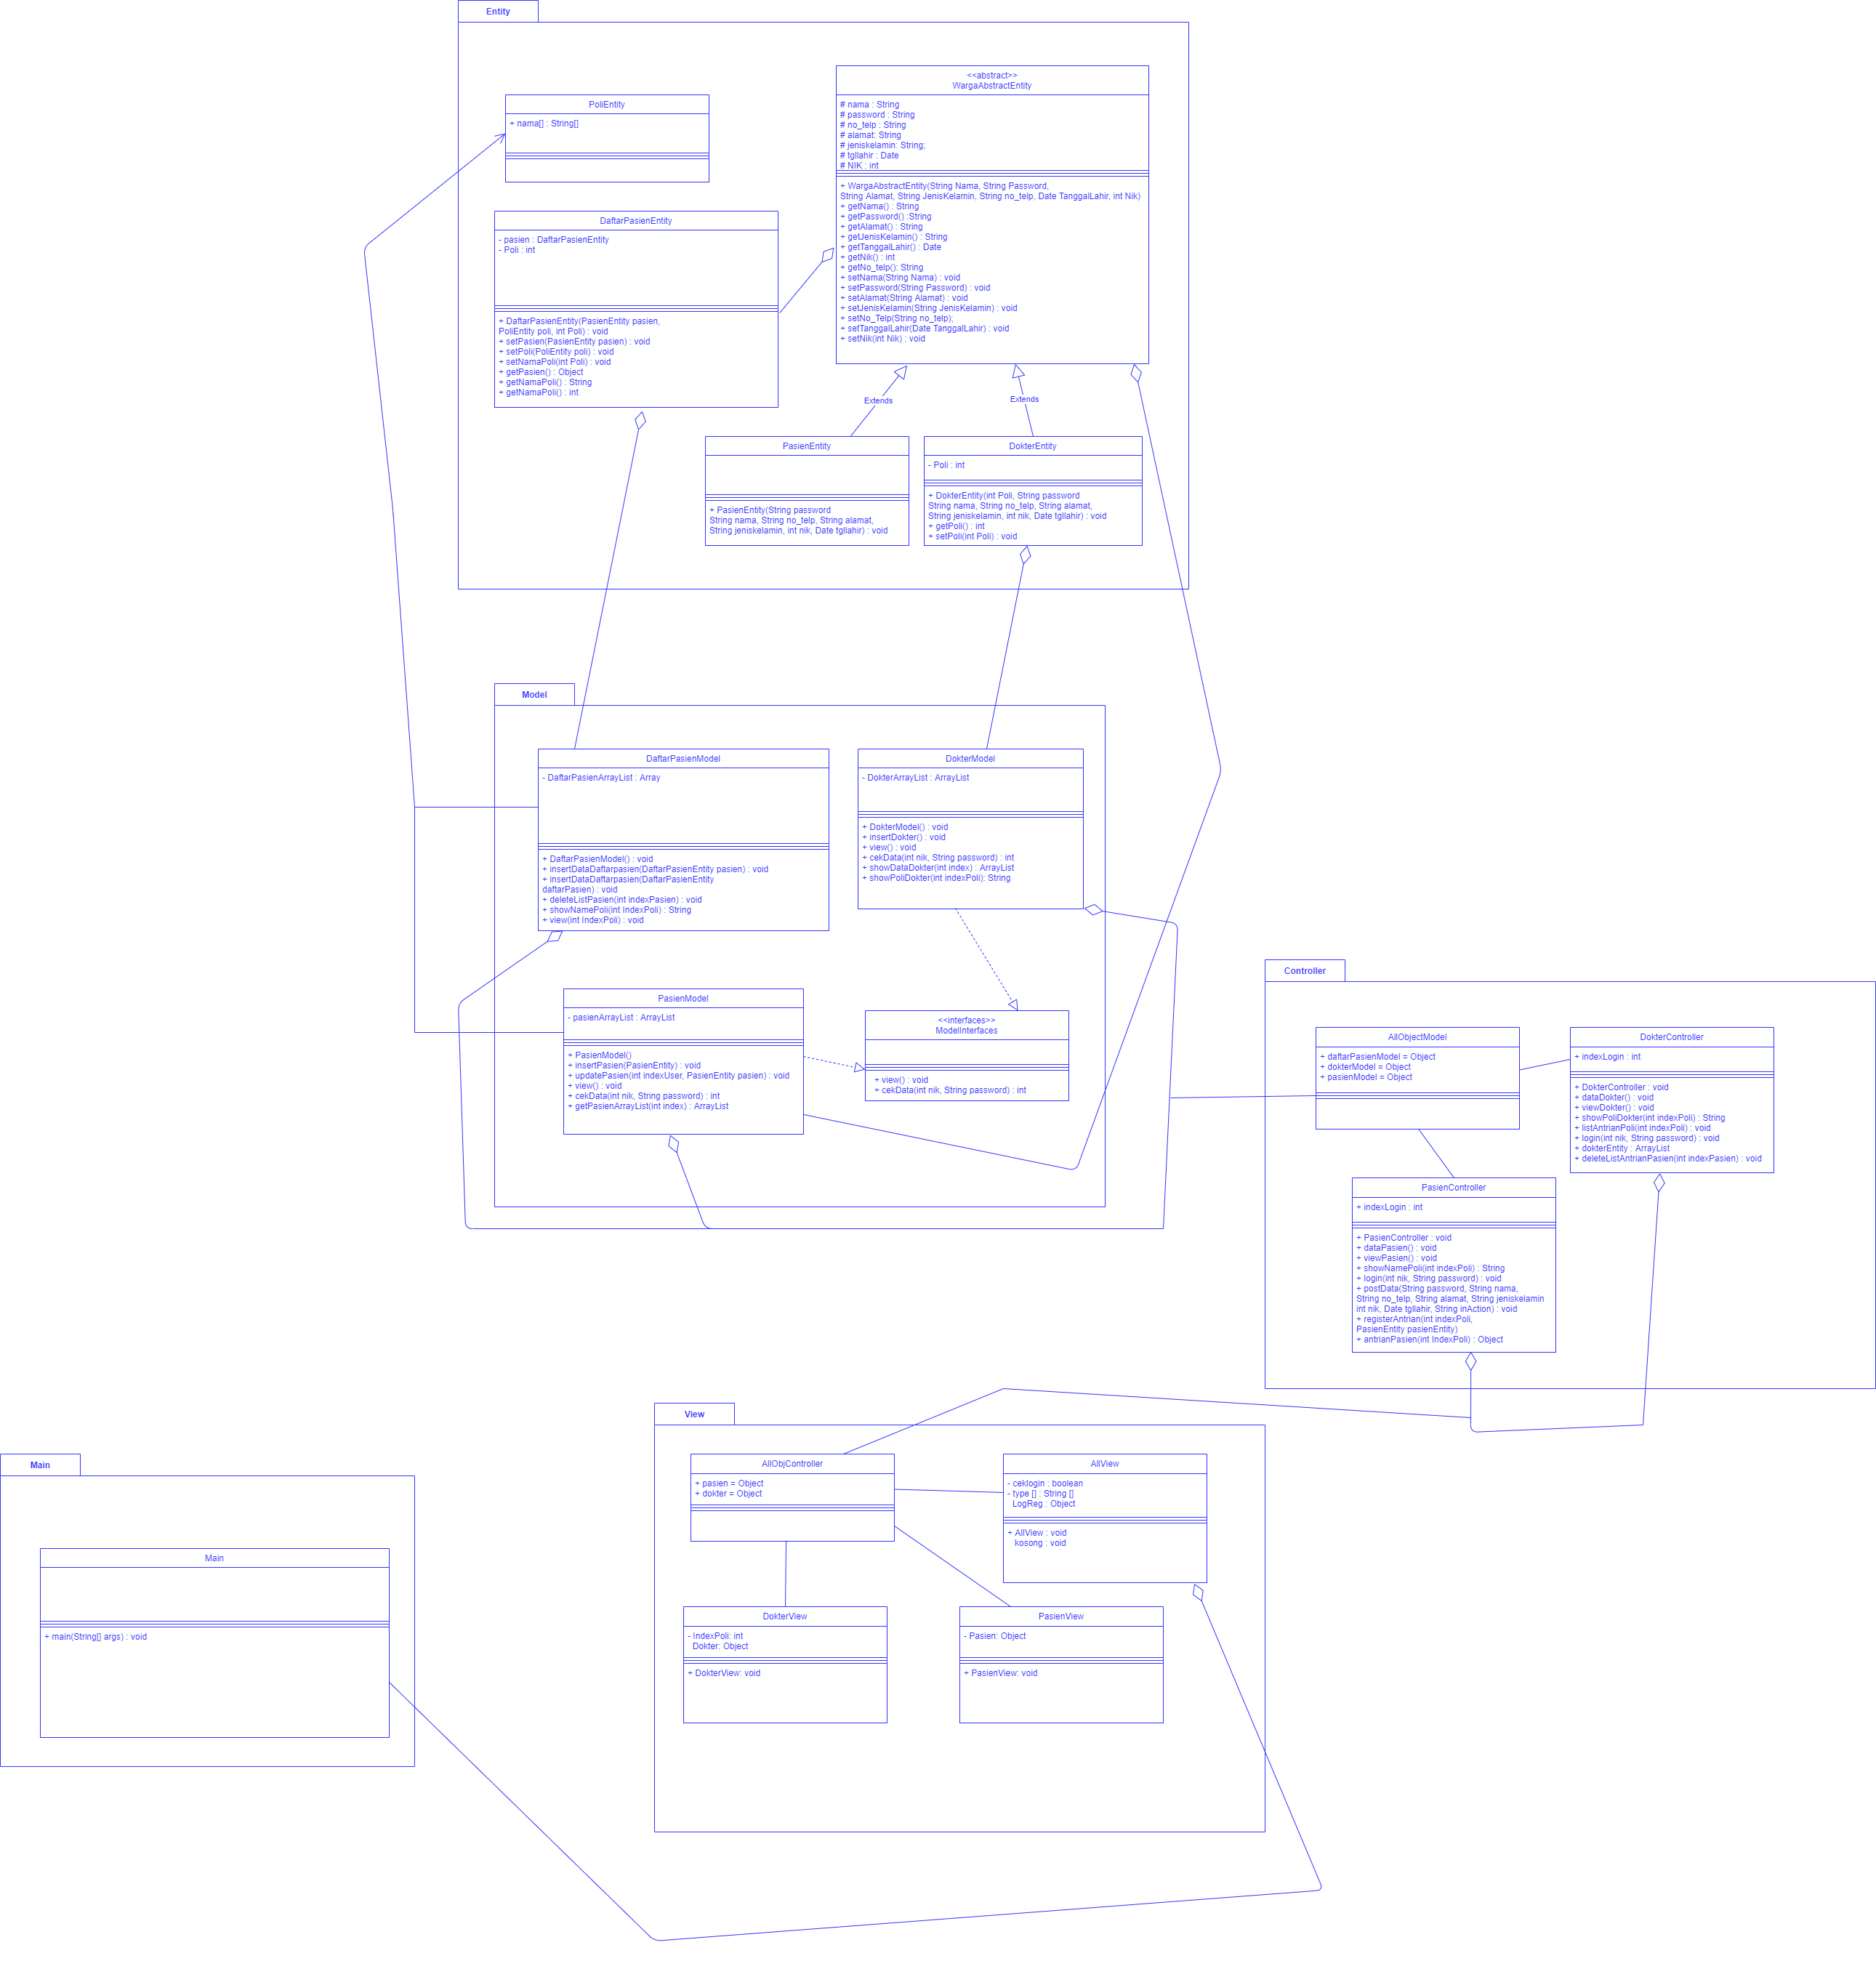 Entity
<<abstract>>
WargaAbstractEntity
# nama : String
# password : String
# no_telp : String
# alamat: String
# jeniskelamin: String;
# tgllahir : Date
# NIK : int
+ WargaAbstractEntity(String Nama, String Password,
String Alamat, String JenisKelamin, String no_telp, Date TanggalLahir, int Nik)
+ getNama() : String
+ getPassword() :String
+ getAlamat() : String
+ getJenisKelamin() : String
+ getTanggalLahir() : Date
+ getNik() : int
+ getNo_telp(): String
+ setNama(String Nama) : void
+ setPassword(String Password) : void
+ setAlamat(String Alamat) : void
+ setJenisKelamin(String JenisKelamin) : void
+ setNo_Telp(String no_telp);
+ setTanggalLahir(Date TanggalLahir) : void
+ setNik(int Nik) : void
PoliEntity
+ nama[] : String[]
DaftarPasienEntity
- pasien : DaftarPasienEntity
- Poli : int
+ DaftarPasienEntity(PasienEntity pasien,
PoliEntity poli, int Poli) : void
+ setPasien(PasienEntity pasien) : void
+ setPoli(PoliEntity poli) : void
+ setNamaPoli(int Poli) : void
+ getPasien() : Object
+ getNamaPoli() : String
+ getNamaPoli() : int
Extends
Extends
PasienEntity
+ PasienEntity(String password
String nama, String no_telp, String alamat,
String jeniskelamin, int nik, Date tgllahir) : void
DokterEntity
- Poli : int
+ DokterEntity(int Poli, String password
String nama, String no_telp, String alamat,
String jeniskelamin, int nik, Date tgllahir) : void
+ getPoli() : int
+ setPoli(int Poli) : void
Model
DaftarPasienModel
- DaftarPasienArrayList : Array
+ DaftarPasienModel() : void
+ insertDataDaftarpasien(DaftarPasienEntity pasien) : void
+ insertDataDaftarpasien(DaftarPasienEntity
daftarPasien) : void
+ deleteListPasien(int indexPasien) : void
+ showNamePoli(int IndexPoli) : String
+ view(int IndexPoli) : void
DokterModel
- DokterArrayList : ArrayList
+ DokterModel() : void
+ insertDokter() : void
+ view() : void
+ cekData(int nik, String password) : int
+ showDataDokter(int index) : ArrayList
+ showPoliDokter(int indexPoli): String
PasienModel
- pasienArrayList : ArrayList
+ PasienModel()
+ insertPasien(PasienEntity) : void
+ updatePasien(int indexUser, PasienEntity pasien) : void
+ view() : void
+ cekData(int nik, String password) : int
+ getPasienArrayList(int index) : ArrayList
<<interfaces>>
ModelInterfaces
+ view() : void
+ cekData(int nik, String password) : int
Controller
AllObjectModel
+ daftarPasienModel = Object
+ dokterModel = Object
+ pasienModel = Object
DokterController
+ indexLogin : int
+ DokterController : void
+ dataDokter() : void
+ viewDokter() : void
+ showPoliDokter(int indexPoli) : String
+ listAntrianPoli(int indexPoli) : void
+ login(int nik, String password) : void
+ dokterEntity : ArrayList
+ deleteListAntrianPasien(int indexPasien) : void
PasienController
+ indexLogin : int
+ PasienController : void
+ dataPasien() : void
+ viewPasien() : void
+ showNamePoli(int indexPoli) : String
+ login(int nik, String password) : void
+ postData(String password, String nama,
String no_telp, String alamat, String jeniskelamin
int nik, Date tgllahir, String inAction) : void
+ registerAntrian(int indexPoli,
PasienEntity pasienEntity)
+ antrianPasien(int IndexPoli) : Object
View
AllObjController
+ pasien = Object
+ dokter = Object
AllView
- ceklogin : boolean
- type [] : String []
LogReg : Object
+ AllView : void
kosong : void
DokterView
- IndexPoli: int
Dokter: Object
+ DokterView: void
PasienView
- Pasien: Object
+ PasienView: void
Main
Main
+ main(String[] args) : void